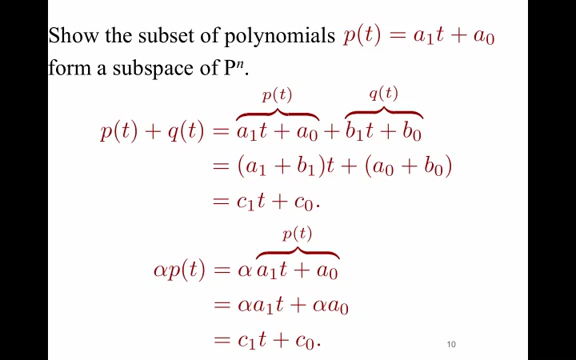 Show the subset of polynomials p(t) = a₁t + a₀
form a subspace of Pⁿ.
p(t) q(t)
p(t) + q(t) = a₁t + a₀ + b₁t + b₀
= (a₁ + b₁)t + (a₀ + b₀)
= c₁t + c₀.
p(t)
αp(t) = α a₁t + a₀
= αa₁t + αa₀
= c₁t + c₀.
10